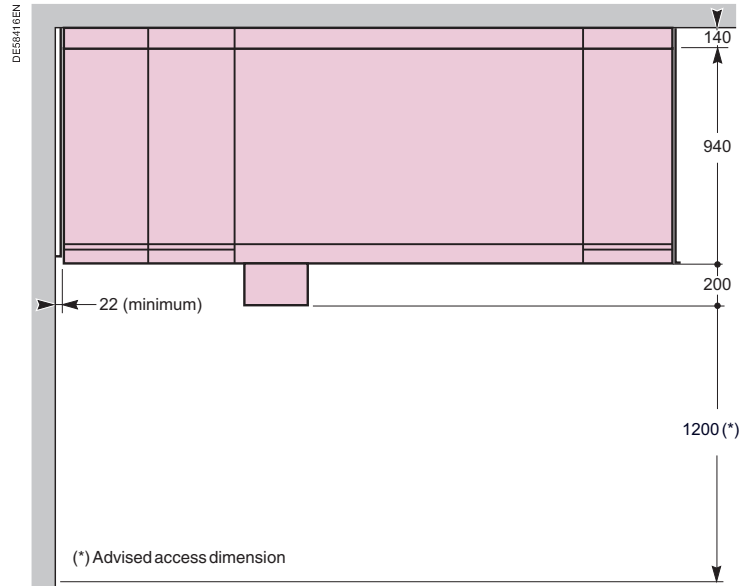 DE58416EN
140
940
200
22 (minimum)
1200 (*)
(*) Advised access dimension